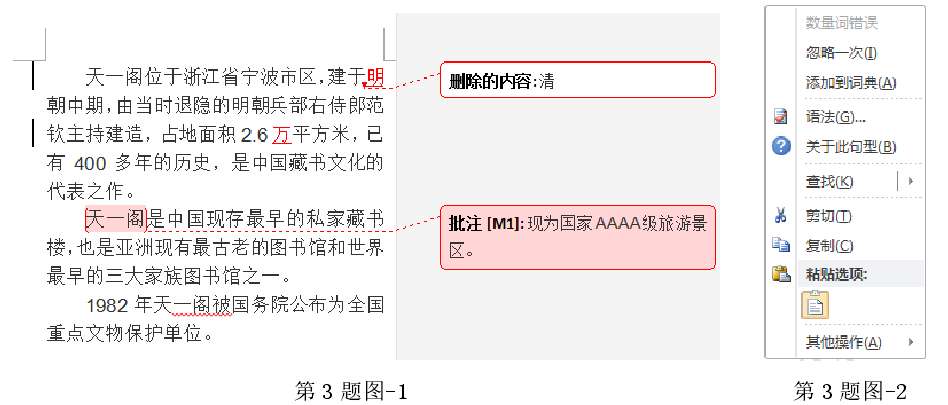 天一阁位于浙江省宁波市区,建于明
朝中期,由当时退隐的明朝兵部右侍郎范
钦主持建造,占地面积 2.6 万平方米,已
有 400 多年的历史,是中国藏书文化的
代表之作。
天一阁是中国现存最早的私家藏书
楼,也是亚洲现有最古老的图书馆和世界
最早的三大家族图书馆之一。
1982 年天一阁被国务院公布为全国
重点文物保护单位。
删除的内容:清
批注 [M1]: 现为国家 AAAA 级旅游景
区。
第 3 题图-1
数量词错误
忽略一次(I)
添加到词典(A)
语法(G)...
关于此句型(B)
查找(K)
剪切(T)
复制(C)
粘贴选项:
其他操作(A)
第 3 题图-2